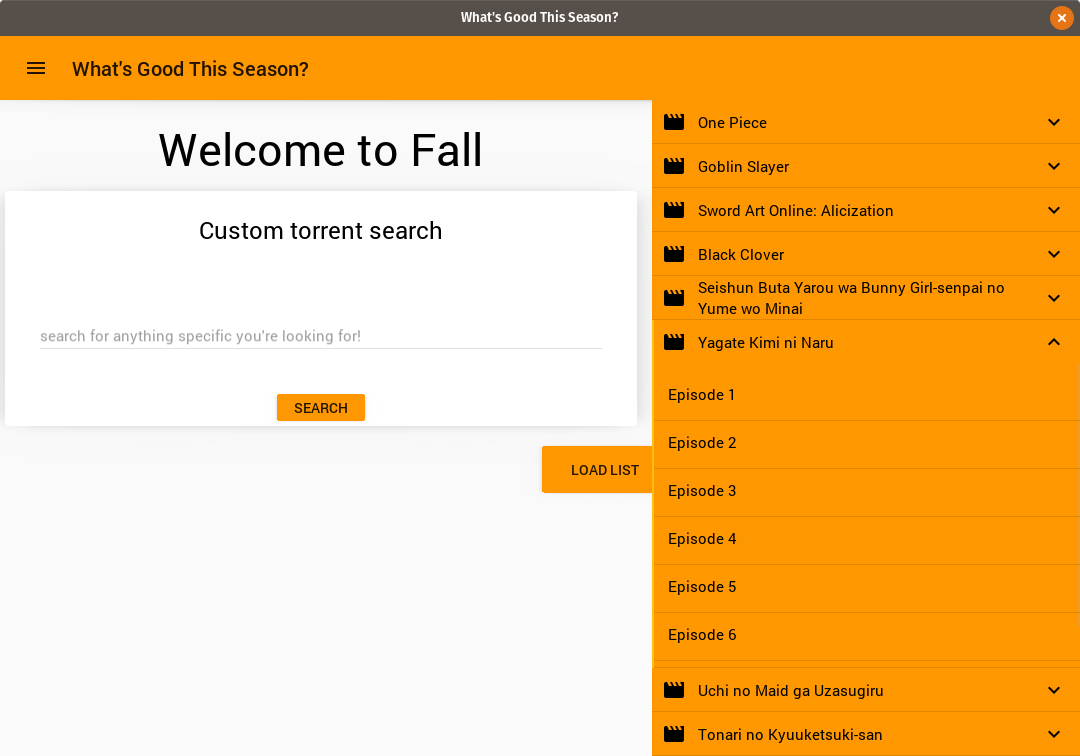 What's Good This Season?
What's Good This Season?
Welcome to Fall
Custom torrent search
search for anything specific you're looking for!
SEARCH
LOAD LIST
One Piece
Goblin Slayer
Sword Art Online: Alicization
Black Clover
Seishun Buta Yarou wa Bunny Girl-senpai no
Yume wo Minai
Yagate Kimi ni Naru
Episode 1
Episode 2
Episode 3
Episode 4
Episode 5
Episode 6
Uchi no Maid ga Uzasugiru
Tonari no Kyuuketsuki-san